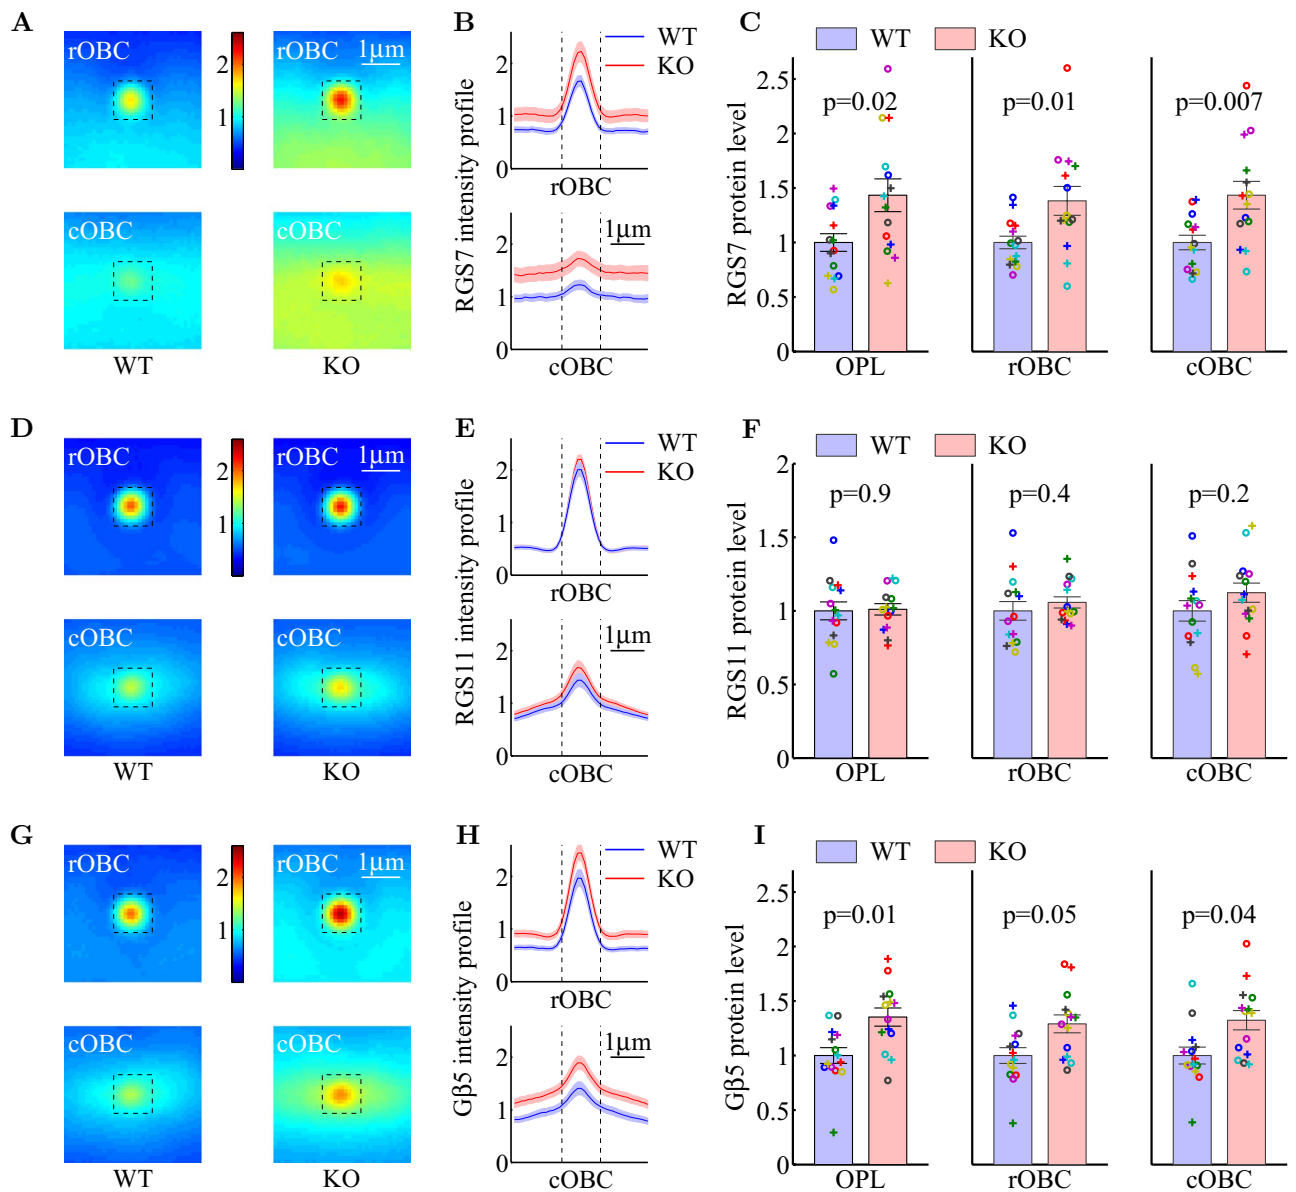 A
rOBC
2
1
rOBC
1μm
cOBC
cOBC
WT
KO
B
RGS7 intensity profile
WT
KO
2
1
0
rOBC
1μm
2
1
0
cOBC
C
WT
KO
RGS7 protein level
2.5
2
1.5
1
0.5
0
p=0.02
p=0.01
p=0.007
OPL
rOBC
cOBC
D
rOBC
2
1
rOBC
1μm
cOBC
cOBC
WT
KO
E
RGS11 intensity profile
WT
KO
2
1
0
rOBC
1μm
2
1
0
cOBC
F
WT
KO
RGS11 protein level
2
1.5
1
0.5
0
p=0.9
p=0.4
p=0.2
OPL
rOBC
cOBC
G
rOBC
2
1
rOBC
1μm
cOBC
cOBC
WT
KO
H
Gβ5 intensity profile
WT
KO
2
1
0
rOBC
1μm
2
1
0
cOBC
I
WT
KO
Gβ5 protein level
2.5
2
1.5
1
0.5
0
p=0.01
p=0.05
p=0.04
OPL
rOBC
cOBC